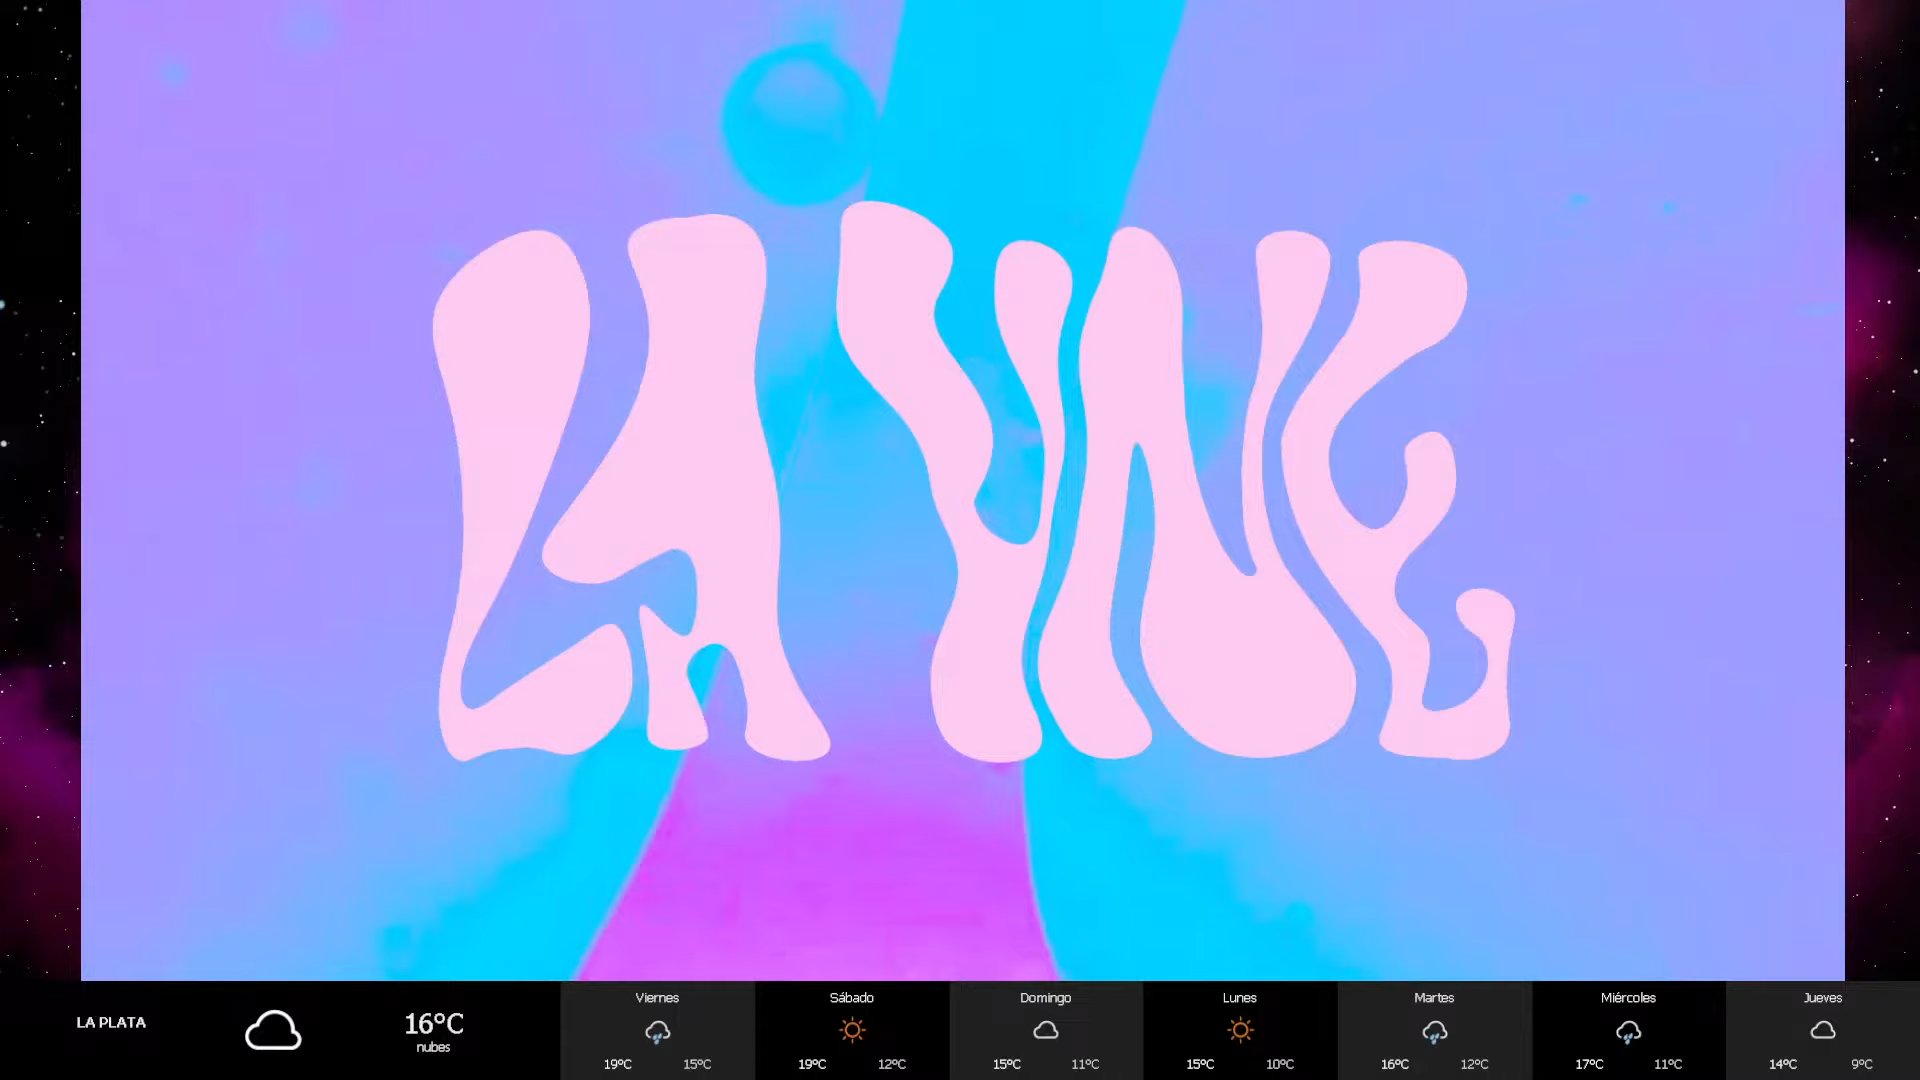 LA YNE
LA PLATA
16°C
nubes
Viernes
19°C 15°C
Sábado
19°C 12°C
Domingo
15°C 11°C
Lunes
15°C 10°C
Martes
16°C 12°C
Miércoles
17°C 11°C
Jueves
14°C 9°C